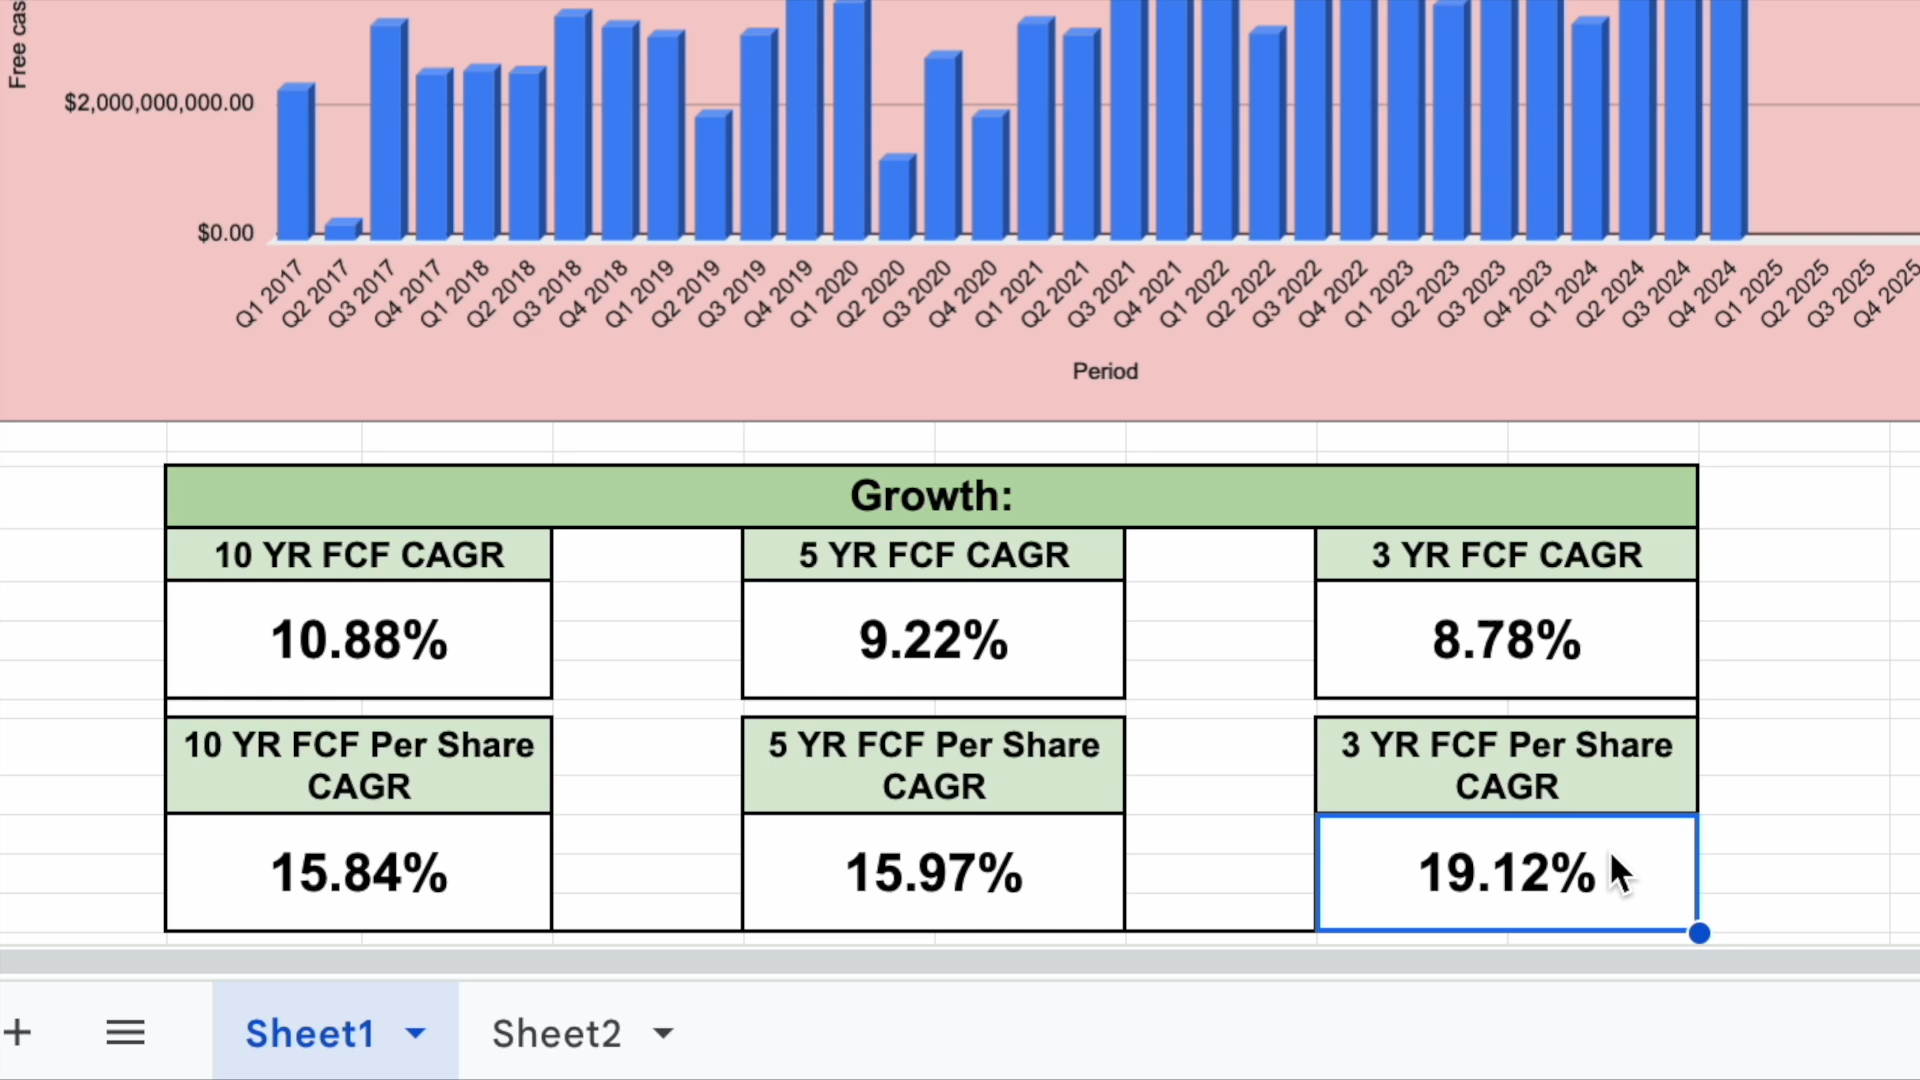 Free cas
$2,000,000,000.00
$0.00
Q1 2017
Q2 2017
Q3 2017
Q4 2017
Q1 2018
Q2 2018
Q3 2018
Q4 2018
Q1 2019
Q2 2019
Q3 2019
Q4 2019
Q1 2020
Q2 2020
Q3 2020
Q4 2020
Q1 2021
Q2 2021
Q3 2021
Q4 2021
Q1 2022
Q2 2022
Q3 2022
Q4 2022
Q1 2023
Q2 2023
Q3 2023
Q4 2023
Q1 2024
Q2 2024
Q3 2024
Q4 2024
Q1 2025
Q2 2025
Q3 2025
Q4 2025
Period
Growth:
10 YR FCF CAGR
5 YR FCF CAGR
3 YR FCF CAGR
10.88%
9.22%
8.78%
10 YR FCF Per Share
CAGR
5 YR FCF Per Share
CAGR
3 YR FCF Per Share
CAGR
15.84%
15.97%
19.12%
Sheet1
Sheet2